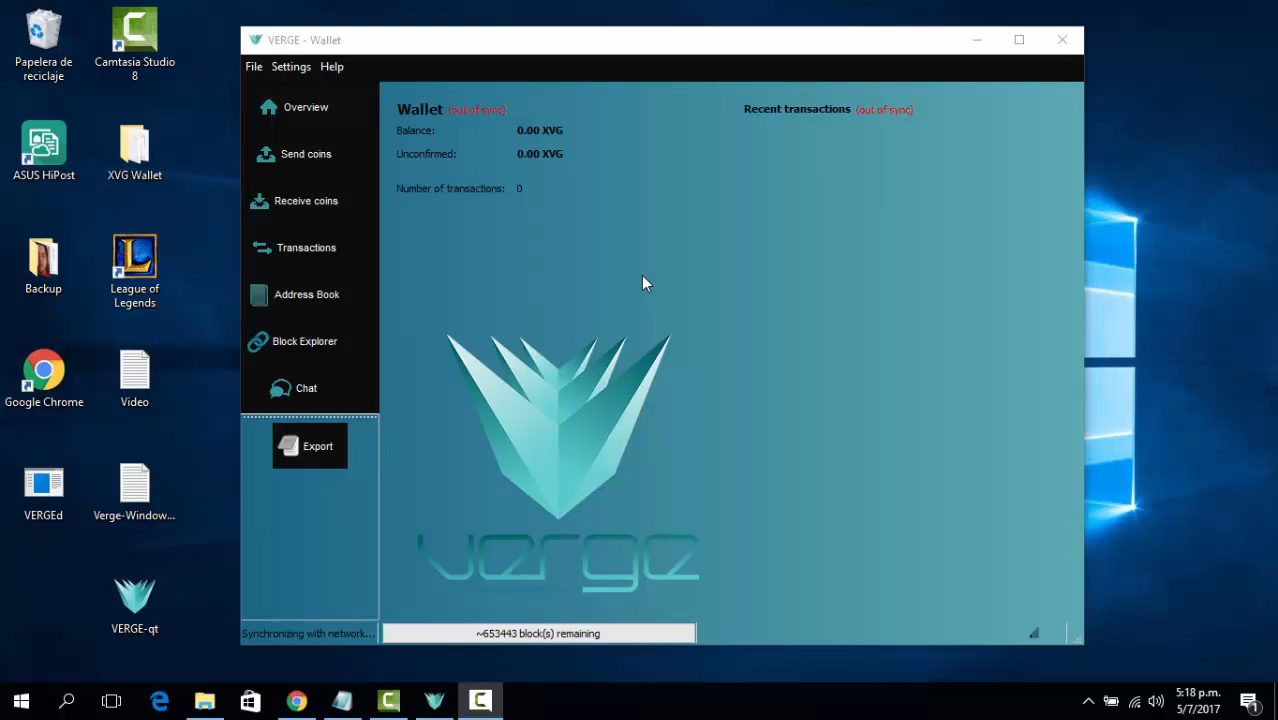 Papelera de
reciclaje
Camtasia Studio
8
ASUS HiPost
XVG Wallet
Backup
League of
Legends
Google Chrome
Video
VERGEd
Verge-Window...
VERGE-qt
VERGE - Wallet
File Settings Help
Overview
Send coins
Receive coins
Transactions
Address Book
Block Explorer
Chat
Export
Wallet (out of sync)
Balance: 0.00 XVG
Unconfirmed: 0.00 XVG
Number of transactions: 0
Recent transactions (out of sync)
verge
Synchronizing with network...
~653443 block(s) remaining
5:18 p.m.
5/7/2017
1